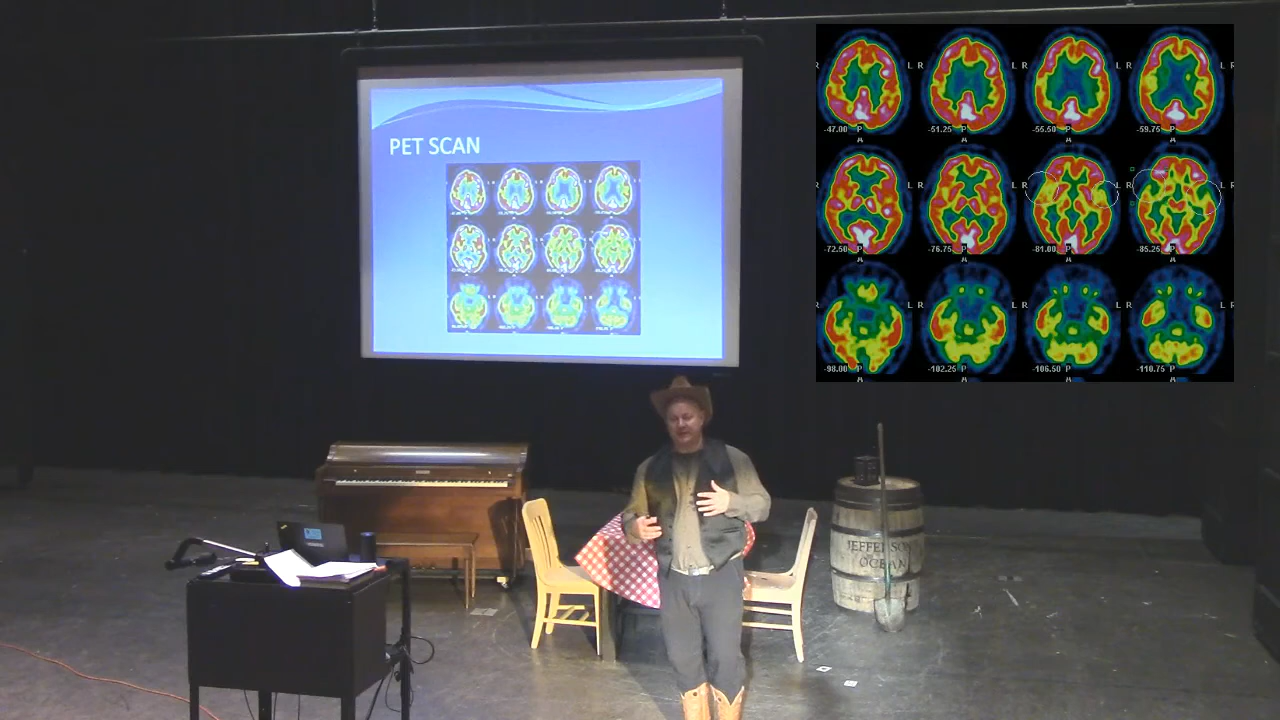 PET SCAN
L R L R L R L R
-47.00 P -51.25 P -55.50 P -59.75 P
A A A A
R L R L R L R L R
-72.50 P -76.75 P -81.00 P -85.25 P
A A A A
L R L R L R L R
-98.00 P -102.25 P -106.50 P -110.75 P
A A A A
JEFFERSON
OCEAN